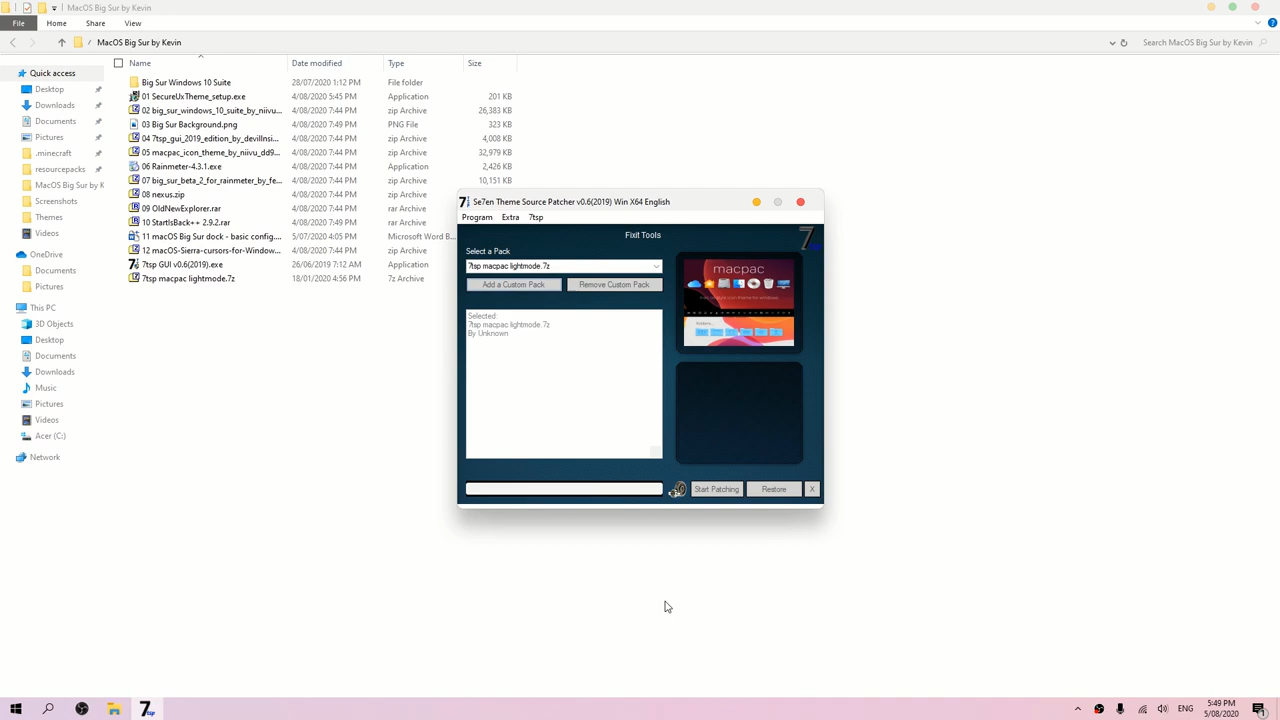 MacOS Big Sur by Kevin
File
Home
Share
View
MacOS Big Sur by Kevin
Search MacOS Big Sur by Kevin
Name
Date modified
Type
Size
Quick access
Desktop
Downloads
Documents
Pictures
.minecraft
resourcepacks
MacOS Big Sur by K
Screenshots
Themes
Videos
OneDrive
Documents
Pictures
This PC
3D Objects
Desktop
Documents
Downloads
Music
Pictures
Videos
Acer (C:)
Network
Big Sur Windows 10 Suite 28/07/2020 1:12 PM File folder
01 SecureUxTheme_setup.exe 4/08/2020 5:45 PM Application 201 KB
02 big_sur_windows_10_suite_by_niivu... 4/08/2020 7:44 PM zip Archive 26,383 KB
03 Big Sur Background.png 4/08/2020 7:49 PM PNG File 323 KB
04 7tsp_gui_2019_edition_by_devillnsi... 4/08/2020 7:44 PM zip Archive 4,008 KB
05 macpac_icon_theme_by_niivu_dd9... 4/08/2020 7:44 PM zip Archive 32,979 KB
06 Rainmeter-4.3.1.exe 4/08/2020 7:44 PM Application 2,426 KB
07 big_sur_beta_2_for_rainmeter_by_fe... 4/08/2020 7:44 PM zip Archive 10,151 KB
08 nexus.zip 4/08/2020 7:44 PM zip Archive
09 OldNewExplorer.rar 4/08/2020 7:44 PM rar Archive
10 StartIsBack++ 2.9.2.rar 4/08/2020 7:49 PM rar Archive
11 macOS Big Sur dock - basic config.... 5/07/2020 4:05 PM Microsoft Word B...
12 macOS-Sierra-cursors-for-Window... 4/08/2020 7:44 PM zip Archive
7tsp GUI v0.6(2019).exe 26/06/2019 7:12 AM Application
7tsp macpac lightmode.7z 18/01/2020 4:56 PM 7z Archive
Se7en Theme Source Patcher v0.6(2019) Win X64 English
Program
Extra
7tsp
Fixit Tools
Select a Pack
7tsp macpac lightmode.7z
Add a Custom Pack
Remove Custom Pack
Selected:
7tsp macpac lightmode.7z
By Unknown
macpac
Start Patching
Restore
X
ENG
5:49 PM
5/08/2020